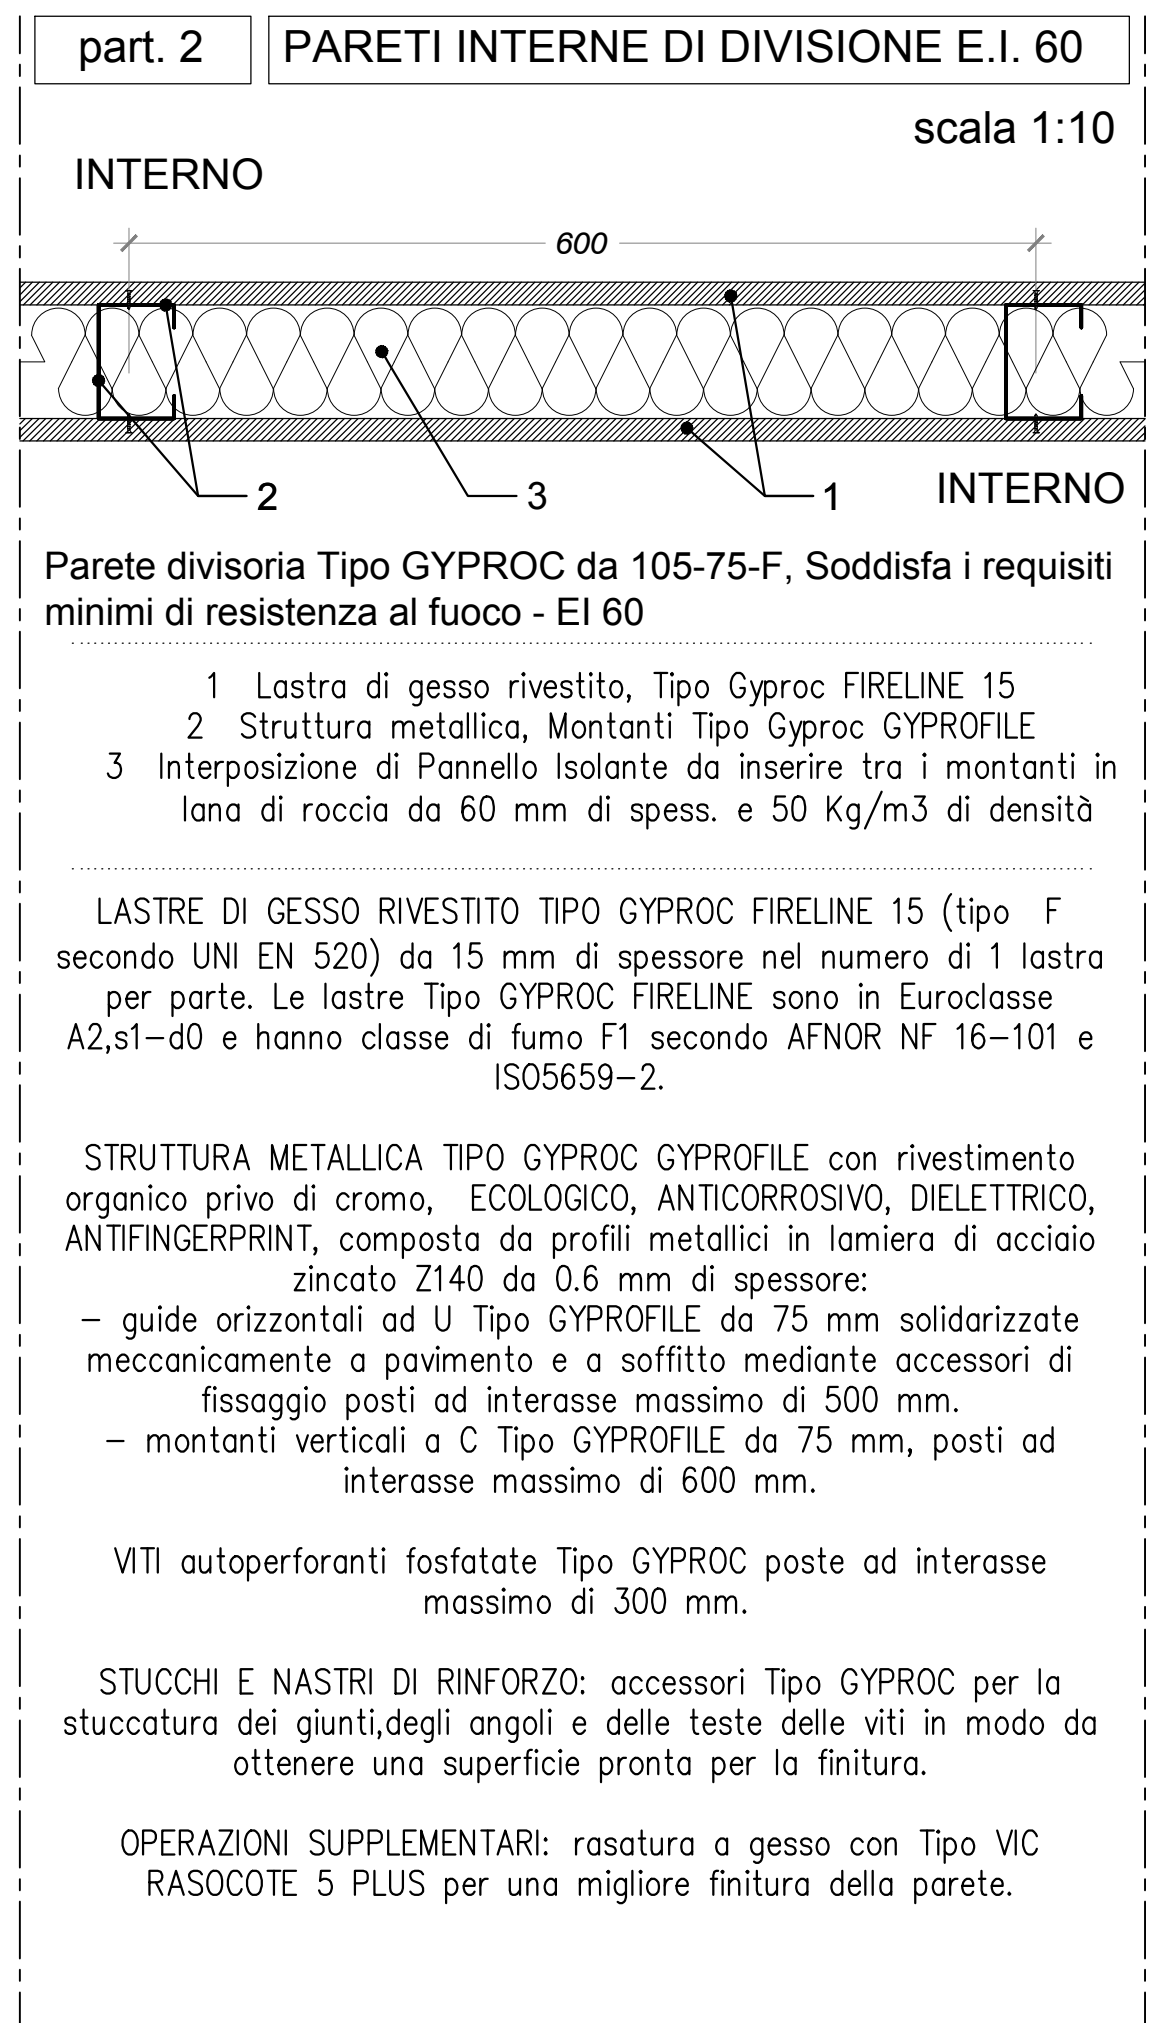 part. 2
PARETI INTERNE DI DIVISIONE E.I. 60
scala 1:10
INTERNO
600
2
3
1
INTERNO
Parete divisoria Tipo GYPROC da 105-75-F, Soddisfa i requisiti
minimi di resistenza al fuoco - EI 60
1 Lastra di gesso rivestito, Tipo Gyproc FIRELINE 15
2 Struttura metallica, Montanti Tipo Gyproc GYPROFILE
3 Interposizione di Pannello Isolante da inserire tra i montanti in
lana di roccia da 60 mm di spess. e 50 Kg/m3 di densità
LASTRE DI GESSO RIVESTITO TIPO GYPROC FIRELINE 15 (tipo F
secondo UNI EN 520) da 15 mm di spessore nel numero di 1 lastra
per parte. Le lastre Tipo GYPROC FIRELINE sono in Euroclasse
A2,s1-d0 e hanno classe di fumo F1 secondo AFNOR NF 16-101 e
ISO5659-2.
STRUTTURA METALLICA TIPO GYPROC GYPROFILE con rivestimento
organico privo di cromo, ECOLOGICO, ANTICORROSIVO, DIELETTRICO,
ANTIFINGERPRINT, composta da profili metallici in lamiera di acciaio
zincato Z140 da 0.6 mm di spessore:
- guide orizzontali ad U Tipo GYPROFILE da 75 mm solidarizzate
meccanicamente a pavimento e a soffitto mediante accessori di
fissaggio posti ad interasse massimo di 500 mm.
- montanti verticali a C Tipo GYPROFILE da 75 mm, posti ad
interasse massimo di 600 mm.
VITI autoperforanti fosfatate Tipo GYPROC poste ad interasse
massimo di 300 mm.
STUCCHI E NASTRI DI RINFORZO: accessori Tipo GYPROC per la
stuccatura dei giunti,degli angoli e delle teste delle viti in modo da
ottenere una superficie pronta per la finitura.
OPERAZIONI SUPPLEMENTARI: rasatura a gesso con Tipo VIC
RASOCOTE 5 PLUS per una migliore finitura della parete.